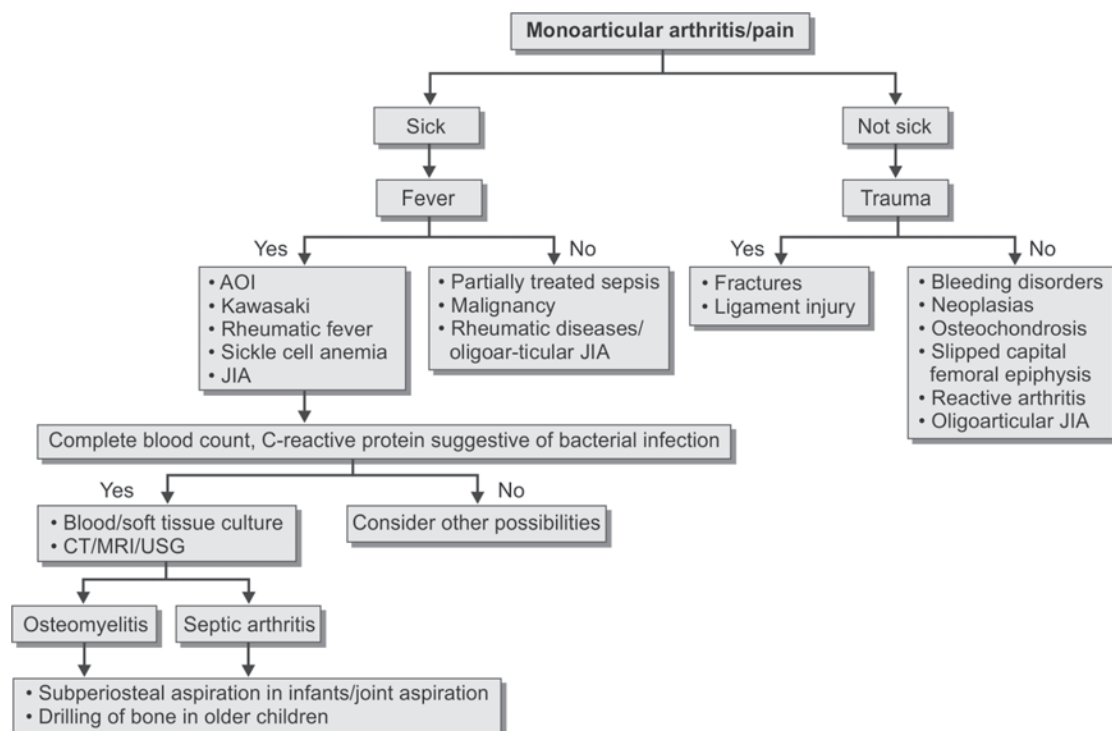 Monoarticular arthritis/pain
Sick
Not sick
Fever
Trauma
Yes
No
Yes
No
• AOI
• Kawasaki
• Rheumatic fever
• Sickle cell anemia
• JIA
• Partially treated sepsis
• Malignancy
• Rheumatic diseases/
oligoar-ticular JIA
• Fractures
• Ligament injury
• Bleeding disorders
• Neoplasias
• Osteochondrosis
• Slipped capital
femoral epiphysis
• Reactive arthritis
• Oligoarticular JIA
Complete blood count, C-reactive protein suggestive of bacterial infection
Yes
No
• Blood/soft tissue culture
• CT/MRI/USG
Consider other possibilities
Osteomyelitis
Septic arthritis
• Subperiosteal aspiration in infants/joint aspiration
• Drilling of bone in older children